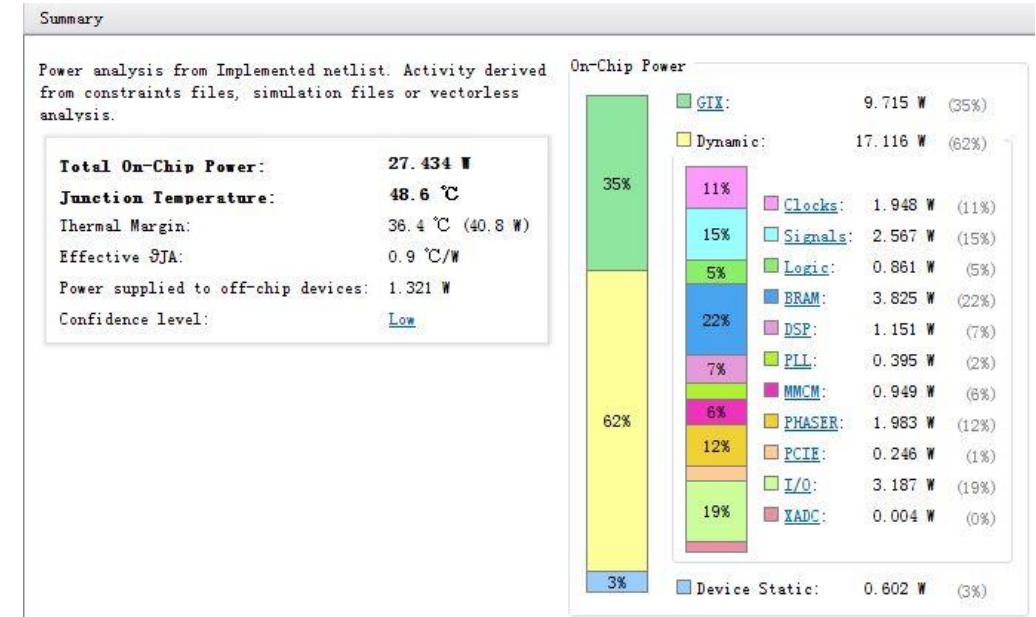 Summary
Power analysis from Implemented netlist. Activity derived
from constraints files, simulation files or vectorless
analysis.
Total On-Chip Power: 27.434 W
Junction Temperature: 48.6 ℃
Thermal Margin: 36.4 ℃ (40.8 W)
Effective ϑJA: 0.9 ℃/W
Power supplied to off-chip devices: 1.321 W
Confidence level: Low
On-Chip Power
35%
62%
3%
GTX: 9.715 W (35%)
Dynamic: 17.116 W (62%)
11%
15%
5%
22%
7%
6%
12%
19%
Clocks: 1.948 W (11%)
Signals: 2.567 W (15%)
Logic: 0.861 W (5%)
BRAM: 3.825 W (22%)
DSP: 1.151 W (7%)
PLL: 0.395 W (2%)
MMCM: 0.949 W (6%)
PHASER: 1.983 W (12%)
PCIE: 0.246 W (1%)
I/O: 3.187 W (19%)
XADC: 0.004 W (0%)
Device Static: 0.602 W (3%)